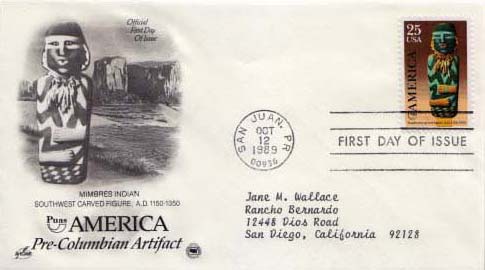 Official
First Day
Of Issue
MIMBRES INDIAN
SOUTHWEST CARVED FIGURE, A.D. 1150-1350
Puas AMERICA
Pre-Columbian Artifact
25
USA
AMERICA
SAN JUAN, PR
OCT
12
1989
00936
FIRST DAY OF ISSUE
Jane M. Wallace
Rancho Bernardo
12448 Dios Road
San Diego, California 92128